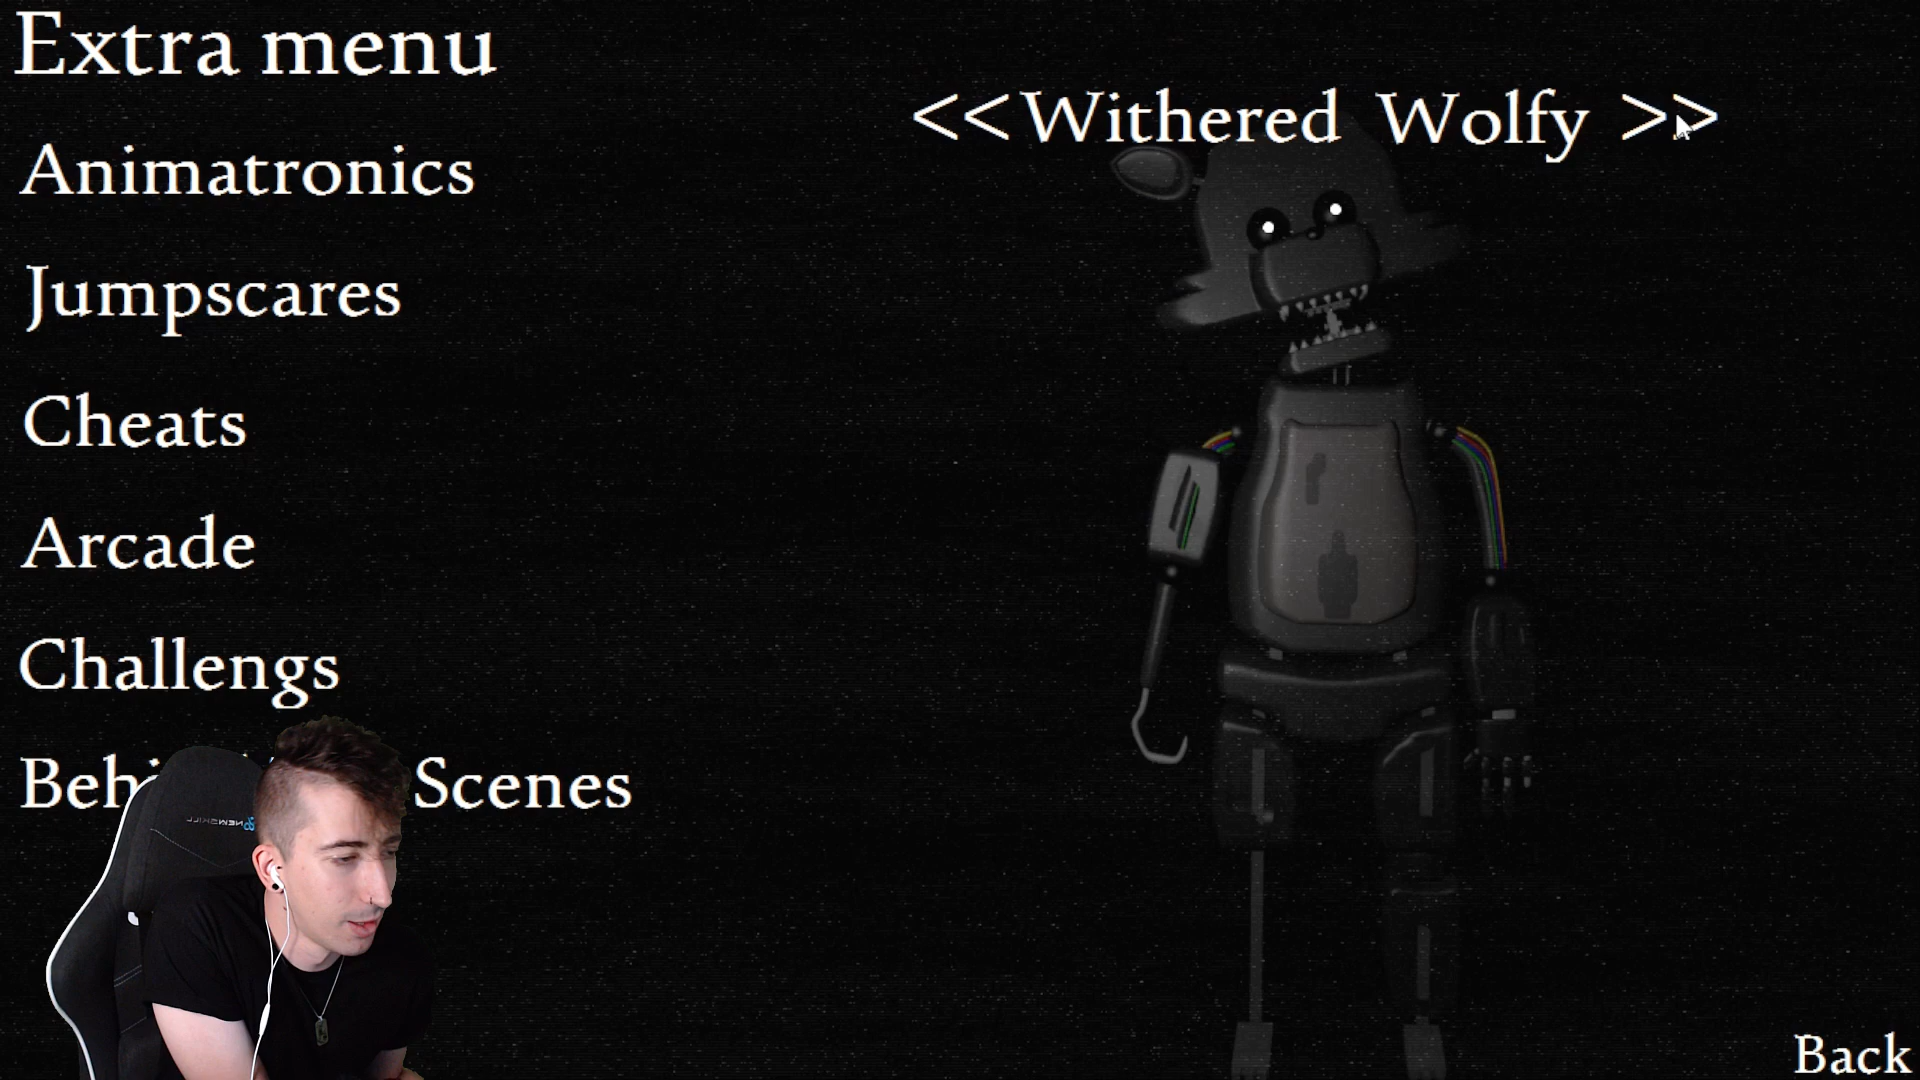 Extra menu
<<Withered Wolfy >>
Animatronics
Jumpscares
Cheats
Arcade
Challengs
Scenes
Back